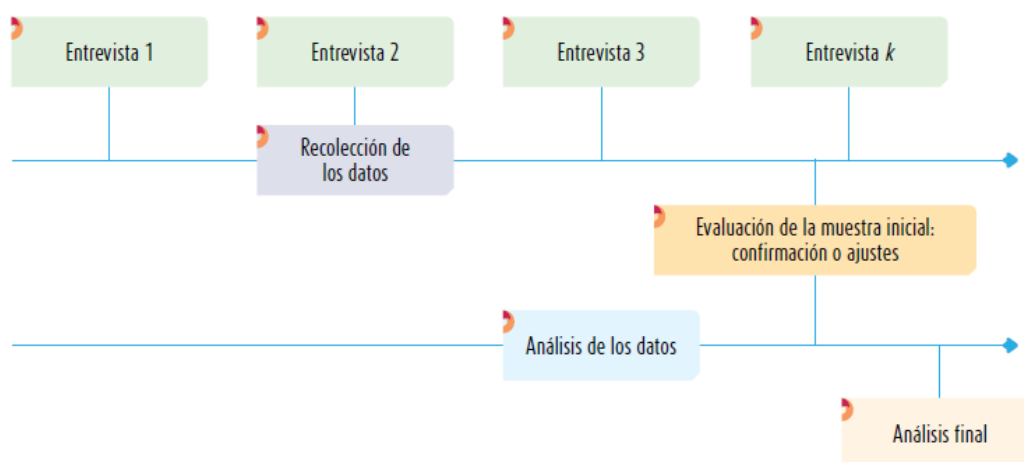 Entrevista 1
Entrevista 2
Entrevista 3
Entrevista k
Recolección de
los datos
Evaluación de la muestra inicial:
confirmación o ajustes
Análisis de los datos
Análisis final